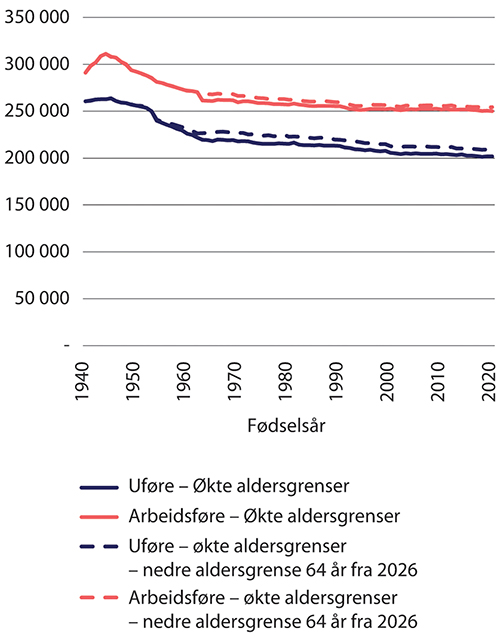 350 000
300 000
250 000
200 000
150 000
100 000
50 000
-
1940
1950
1960
1970
1980
1990
2000
2010
2020
Fødselsår
Uføre – Økte aldersgrenser
Arbeidsføre – Økte aldersgrenser
Uføre – økte aldersgrenser
– nedre aldersgrense 64 år fra 2026
Arbeidsføre – økte aldersgrenser
– nedre aldersgrense 64 år fra 2026